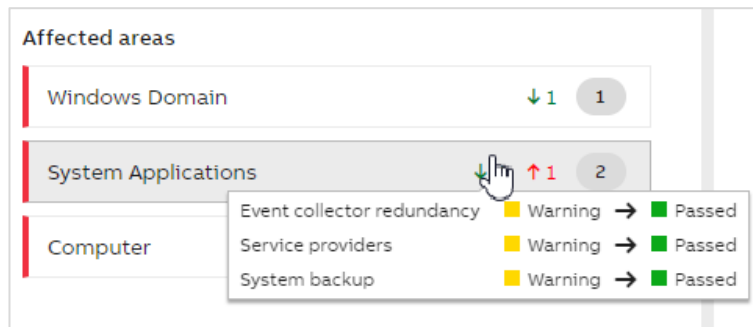 Affected areas
Windows Domain ↓1 1
System Applications ↓ ↑1 2
Event collector redundancy Warning → Passed
Computer Service providers Warning → Passed
System backup Warning → Passed